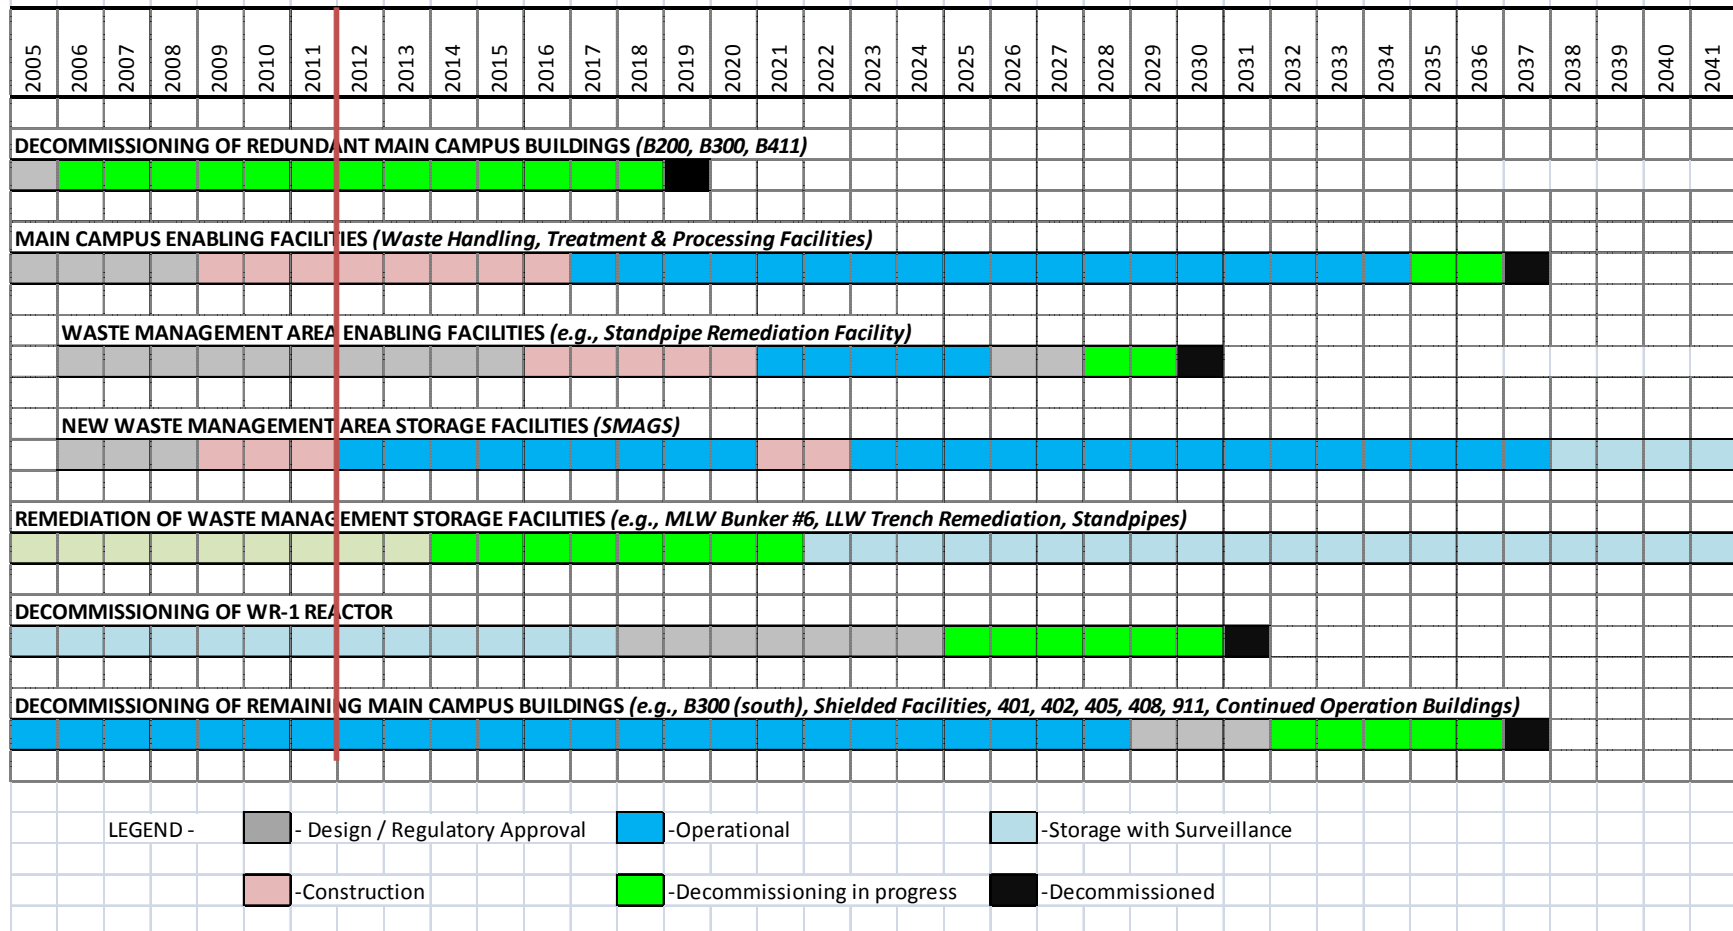 2005 2006 2007 2008 2009 2010 2011 2012 2013 2014 2015 2016 2017 2018 2019 2020 2021 2022 2023 2024 2025 2026 2027 2028 2029 2030 2031 2032 2033 2034 2035 2036 2037 2038 2039 2040 2041
DECOMMISSIONING OF REDUNDANT MAIN CAMPUS BUILDINGS (B200, B300, B411)
MAIN CAMPUS ENABLING FACILITIES (Waste Handling, Treatment & Processing Facilities)
WASTE MANAGEMENT AREA ENABLING FACILITIES (e.g., Standpipe Remediation Facility)
NEW WASTE MANAGEMENT AREA STORAGE FACILITIES (SMAGS)
REMEDIATION OF WASTE MANAGEMENT STORAGE FACILITIES (e.g., MLW Bunker #6, LLW Trench Remediation, Standpipes)
DECOMMISSIONING OF WR-1 REACTOR
DECOMMISSIONING OF REMAINING MAIN CAMPUS BUILDINGS (e.g., B300 (south), Shielded Facilities, 401, 402, 405, 408, 911, Continued Operation Buildings)
LEGEND - - Design / Regulatory Approval -Operational -Storage with Surveillance
-Construction -Decommissioning in progress -Decommissioned